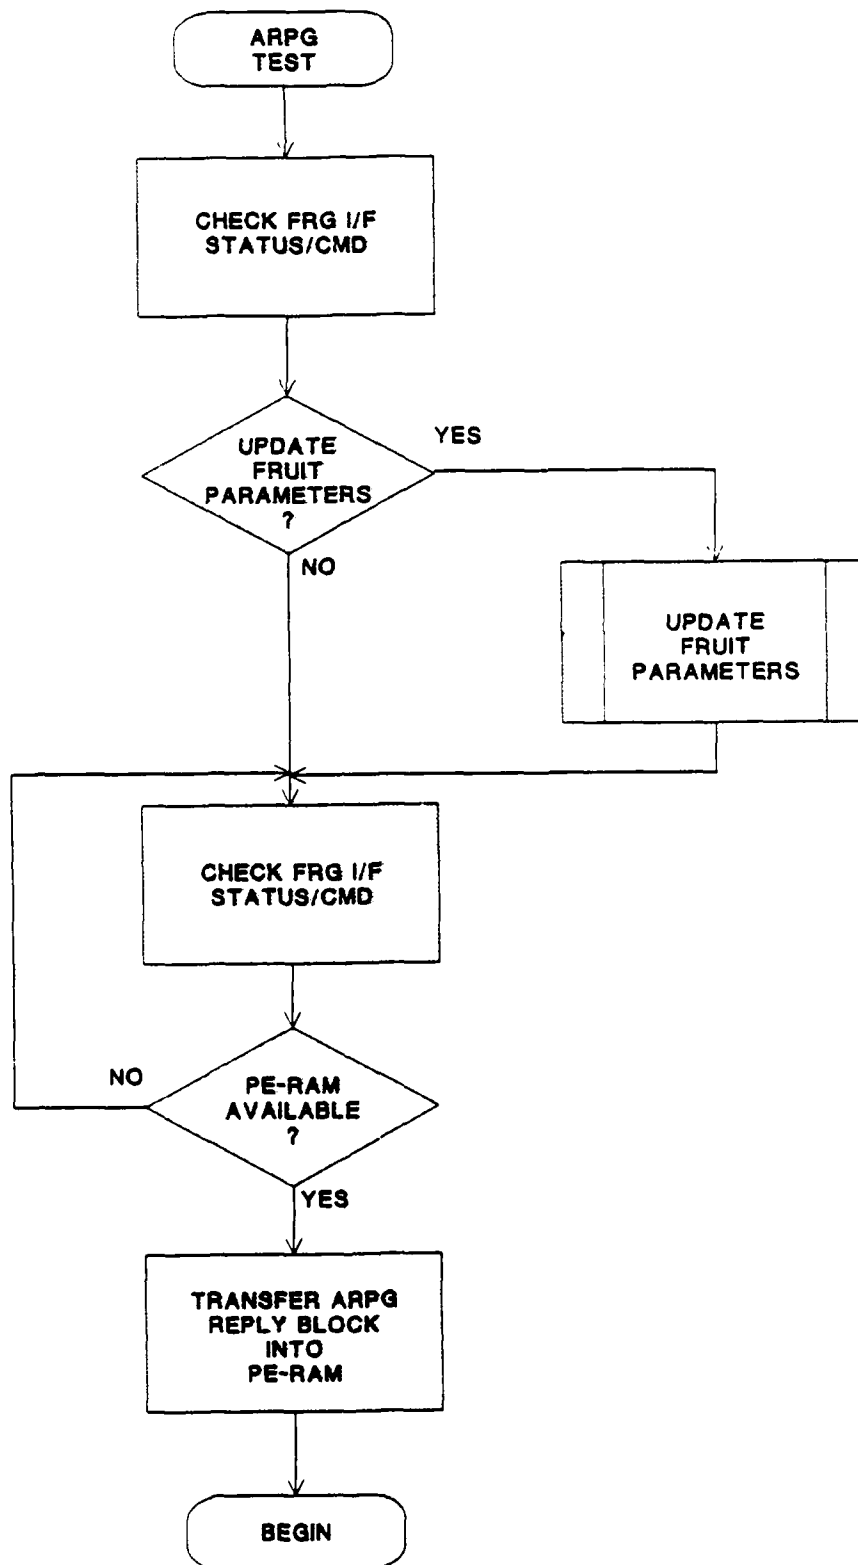 ARPG
TEST
CHECK FRG I/F
STATUS/CMD
UPDATE
FRUIT
PARAMETERS
?
YES
NO
UPDATE
FRUIT
PARAMETERS
CHECK FRG I/F
STATUS/CMD
NO
PE-RAM
AVAILABLE
?
YES
TRANSFER ARPG
REPLY BLOCK
INTO
PE-RAM
BEGIN